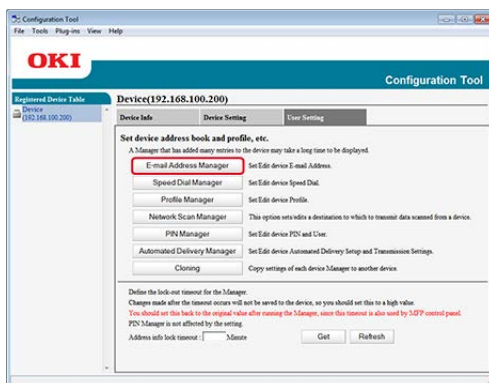 Configuration Tool
File Tools Plug-ins View Help
OKI
Configuration Tool
Registered Device Table
Device
(192.168.100.200)
Device(192.168.100.200)
Device Info Device Setting User Setting
Set device address book and profile, etc.
A Manager that has added many entries to the device may take a long time to be displayed.
E-mail Address Manager Set/Edit device E-mail Address.
Speed Dial Manager Set/Edit device Speed Dial.
Profile Manager Set/Edit device Profile.
Network Scan Manager This option sets/edits a destination to which to transmit data scanned from a device.
PIN Manager Set/Edit device PIN and User.
Automated Delivery Manager Set/Edit device Automated Delivery Setup and Transmission Settings.
Cloning Copy settings of each device Manager to another device.
Define the lock-out timeout for the Manager.
Changes made after the timeout occurs will not be saved to the device, so you should set this to a high value.
You should set this back to the original value after running the Manager, since this timeout is also used by MFP control panel.
PIN Manager is not affected by the setting.
Address info lock timeout : Minute Get Refresh